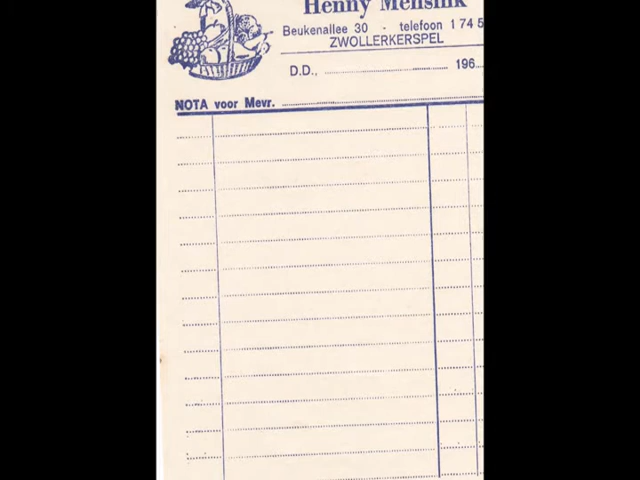 Henny Mensink
Beukenallee 30 - telefoon 1 74 5
ZWOLLERKERSPEL
D.D., 196
NOTA voor Mevr.